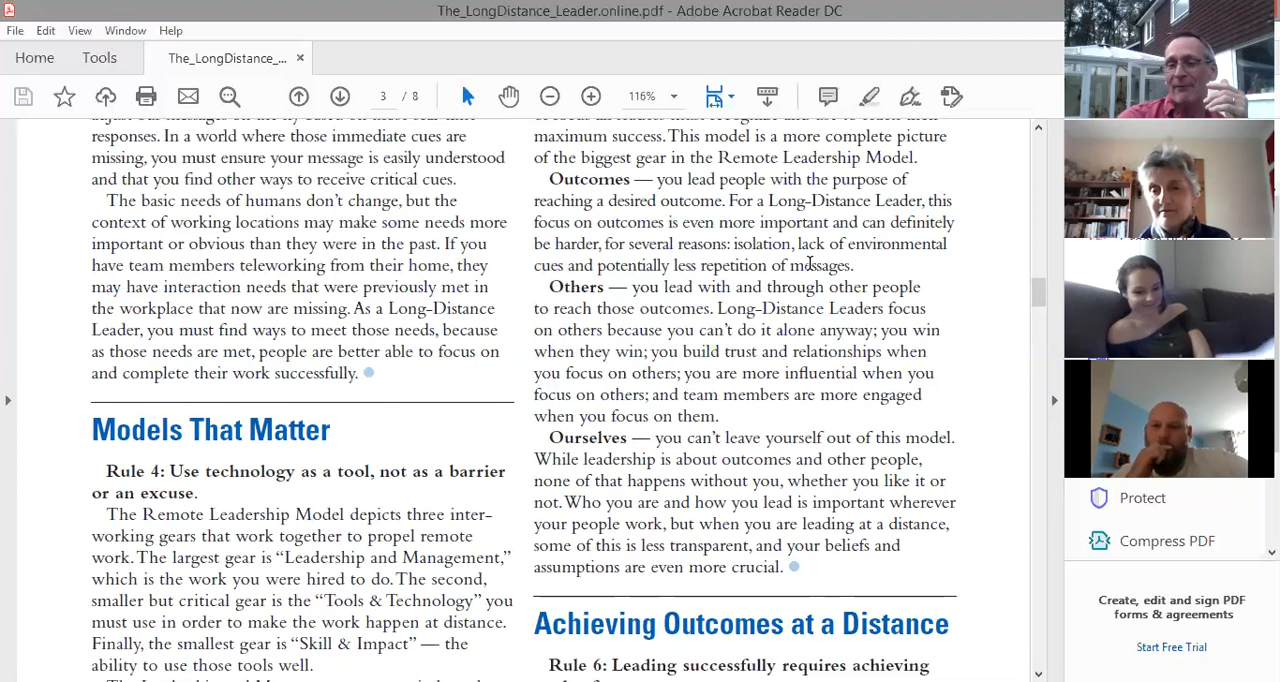 The_LongDistance_Leader.online.pdf - Adobe Acrobat Reader DC
File Edit View Window Help
Home Tools The_LongDistance_... ×
3 / 8 116%
responses. In a world where those immediate cues are
missing, you must ensure your message is easily understood
and that you find other ways to receive critical cues.
The basic needs of humans don't change, but the
context of working locations may make some needs more
important or obvious than they were in the past. If you
have team members teleworking from their home, they
may have interaction needs that were previously met in
the workplace that now are missing. As a Long-Distance
Leader, you must find ways to meet those needs, because
as those needs are met, people are better able to focus on
and complete their work successfully.
Models That Matter
Rule 4: Use technology as a tool, not as a barrier
or an excuse.
The Remote Leadership Model depicts three inter-
working gears that work together to propel remote
work. The largest gear is “Leadership and Management,”
which is the work you were hired to do. The second,
smaller but critical gear is the “Tools & Technology” you
must use in order to make the work happen at distance.
Finally, the smallest gear is “Skill & Impact” — the
ability to use those tools well.
maximum success. This model is a more complete picture
of the biggest gear in the Remote Leadership Model.
Outcomes — you lead people with the purpose of
reaching a desired outcome. For a Long-Distance Leader, this
focus on outcomes is even more important and can definitely
be harder, for several reasons: isolation, lack of environmental
cues and potentially less repetition of messages.
Others — you lead with and through other people
to reach those outcomes. Long-Distance Leaders focus
on others because you can't do it alone anyway; you win
when they win; you build trust and relationships when
you focus on others; you are more influential when you
focus on others; and team members are more engaged
when you focus on them.
Ourselves — you can't leave yourself out of this model.
While leadership is about outcomes and other people,
none of that happens without you, whether you like it or
not. Who you are and how you lead is important wherever
your people work, but when you are leading at a distance,
some of this is less transparent, and your beliefs and
assumptions are even more crucial.
Achieving Outcomes at a Distance
Rule 6: Leading successfully requires achieving
Protect
Compress PDF
Create, edit and sign PDF
forms & agreements
Start Free Trial